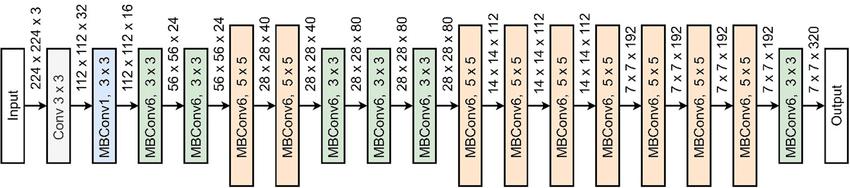 Input
224 x 224 x 3
Conv 3 x 3
112 x 112 x 32
MBConv1, 3 x 3
112 x 112 x 16
MBConv6, 3 x 3
56 x 56 x 24
MBConv6, 3 x 3
56 x 56 x 24
MBConv6, 5 x 5
28 x 28 x 40
MBConv6, 5 x 5
28 x 28 x 40
MBConv6, 3 x 3
28 x 28 x 80
MBConv6, 3 x 3
28 x 28 x 80
MBConv6, 3 x 3
28 x 28 x 80
MBConv6, 5 x 5
14 x 14 x 112
MBConv6, 5 x 5
14 x 14 x 112
MBConv6, 5 x 5
14 x 14 x 112
MBConv6, 5 x 5
7 x 7 x 192
MBConv6, 5 x 5
7 x 7 x 192
MBConv6, 5 x 5
7 x 7 x 192
MBConv6, 5 x 5
7 x 7 x 192
MBConv6, 3 x 3
7 x 7 x 320
Output